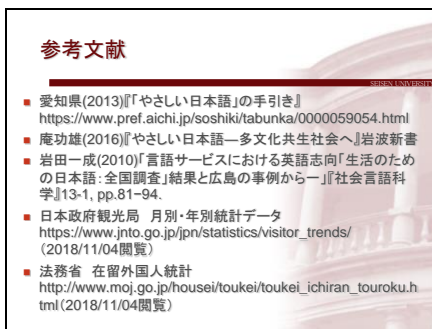 参考文献
SEISEN UNIVERSITY
愛知県(2013)『「やさしい日本語」の手引き』
https://www.pref.aichi.jp/soshiki/tabunka/0000059054.html
庵功雄(2016)『やさしい日本語―多文化共生社会へ』岩波新書
岩田一成(2010)「言語サービスにおける英語志向「生活のため
の日本語：全国調査」結果と広島の事例からー」『社会言語科
学』13-1, pp.81−94.
日本政府観光局　月別・年別統計データ
https://www.jnto.go.jp/jpn/statistics/visitor_trends/
（2018/11/04閲覧）
法務省　在留外国人統計
http://www.moj.go.jp/housei/toukei/toukei_ichiran_touroku.h
tml（2018/11/04閲覧）